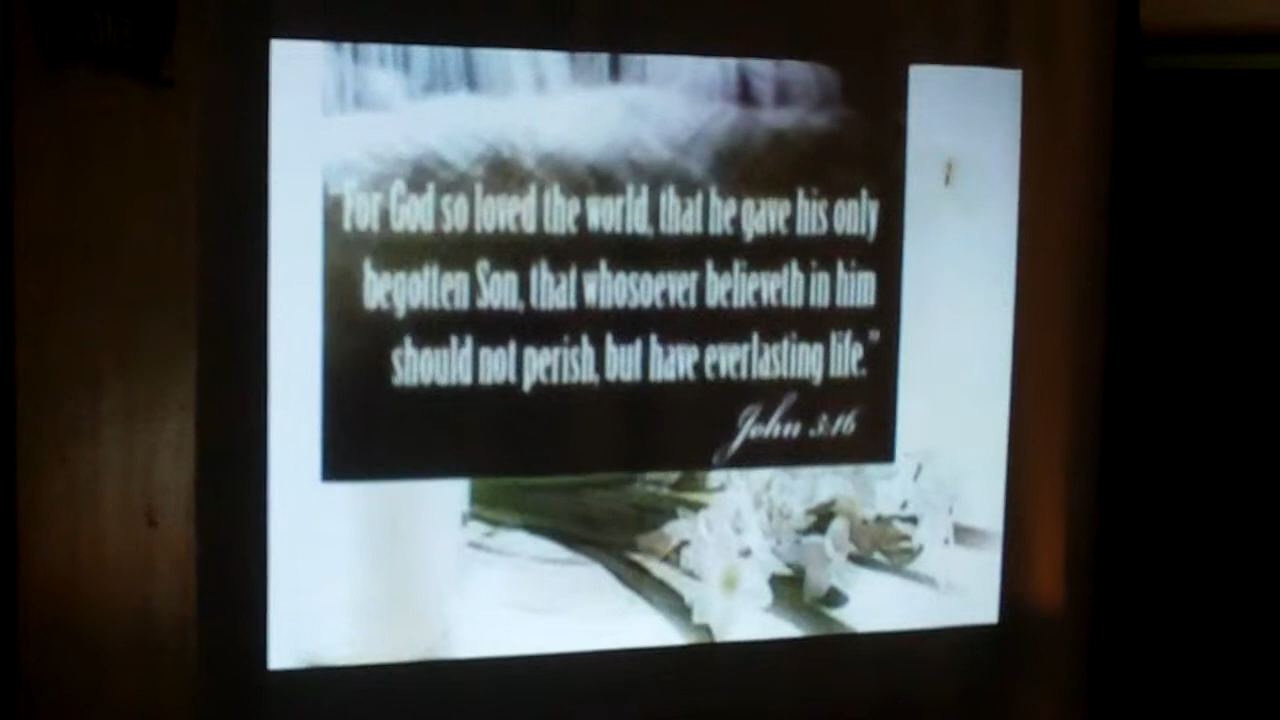 "For God so loved the world, that he gave his only
begotten Son, that whosoever believeth in him
should not perish, but have everlasting life."
John 3:16